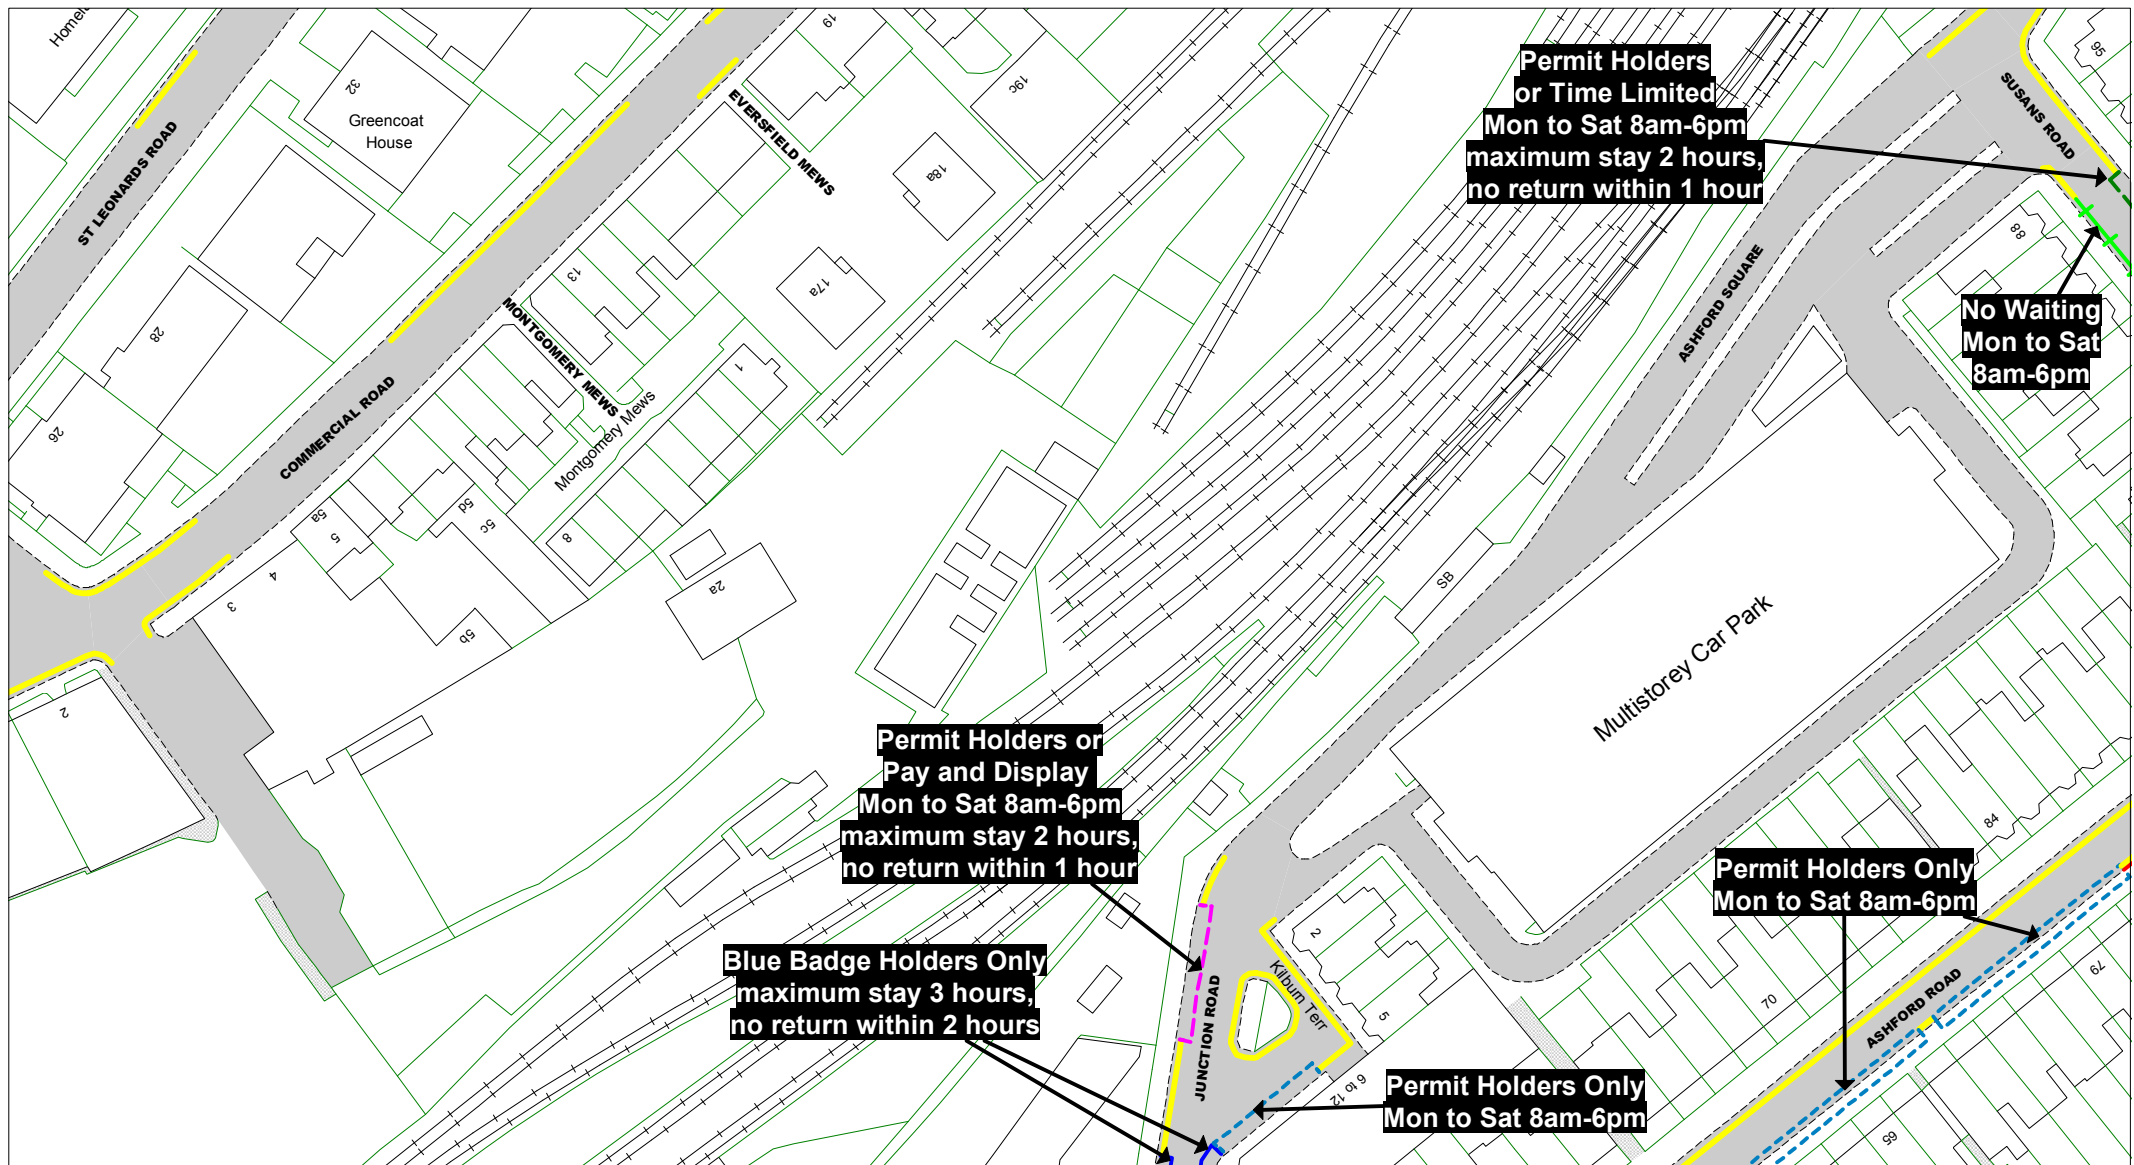 Homel
19
95
32
Greencoat
House
19c
Permit Holders
or Time Limited
Mon to Sat 8am-6pm
maximum stay 2 hours,
no return within 1 hour
SUSANS ROAD
EVERSFIELD MEWS
ST LEONARDS ROAD
18a
88
13
17a
ASHFORD SQUARE
No Waiting
Mon to Sat
8am-6pm
28
MONTGOMERY MEWS
1
COMMERCIAL ROAD
Montgomery Mews
26
5a
5
5d
5c
8
4
3
5b
2a
SB
Multistorey Car Park
2
Permit Holders or
Pay and Display
Mon to Sat 8am-6pm
maximum stay 2 hours,
no return within 1 hour
84
Permit Holders Only
Mon to Sat 8am-6pm
2
Blue Badge Holders Only
maximum stay 3 hours,
no return within 2 hours
Kilburn Terr
5
JUNCTION ROAD
70
79
ASHFORD ROAD
6 to 12
Permit Holders Only
Mon to Sat 8am-6pm
65